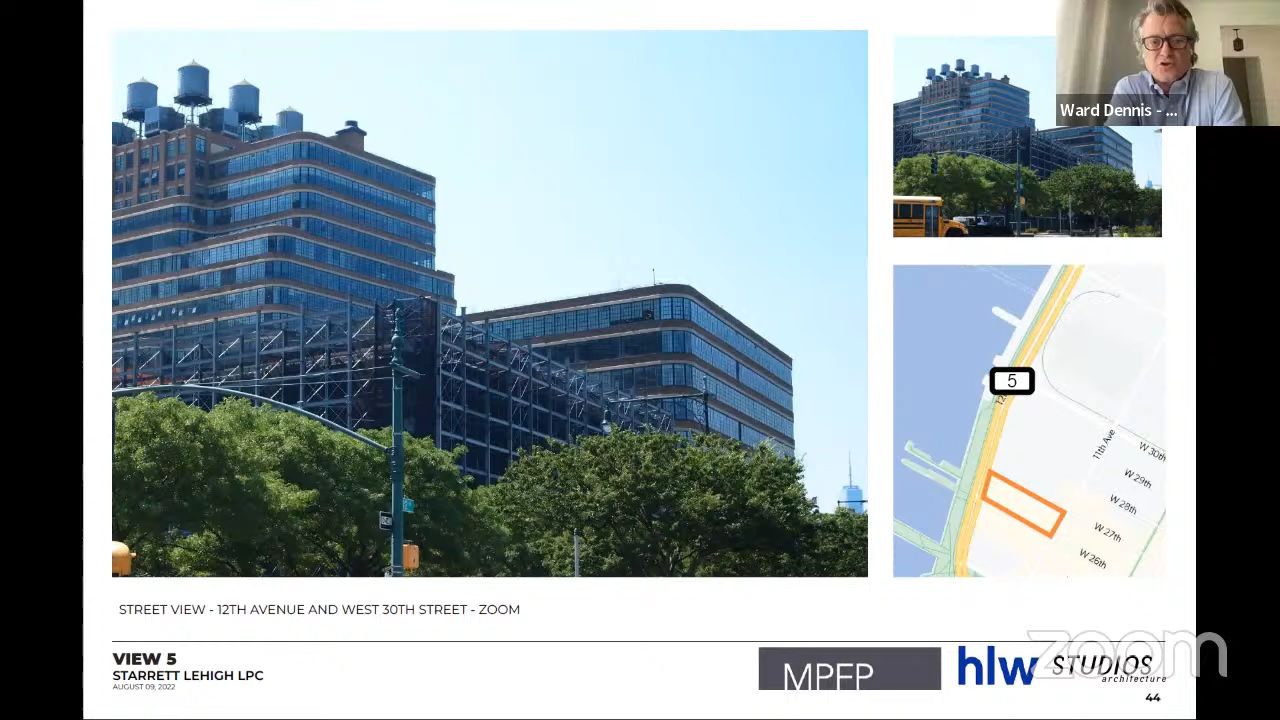 Ward Dennis - ...
5
12
11th Ave
W 30th
W 29th
W 28th
W 27th
W 26th
STREET VIEW - 12TH AVENUE AND WEST 30TH STREET - ZOOM
VIEW 5
STARRETT LEHIGH LPC
AUGUST 09, 2022
MPFP
hlw
STUDIOS
architecture
zoom
44